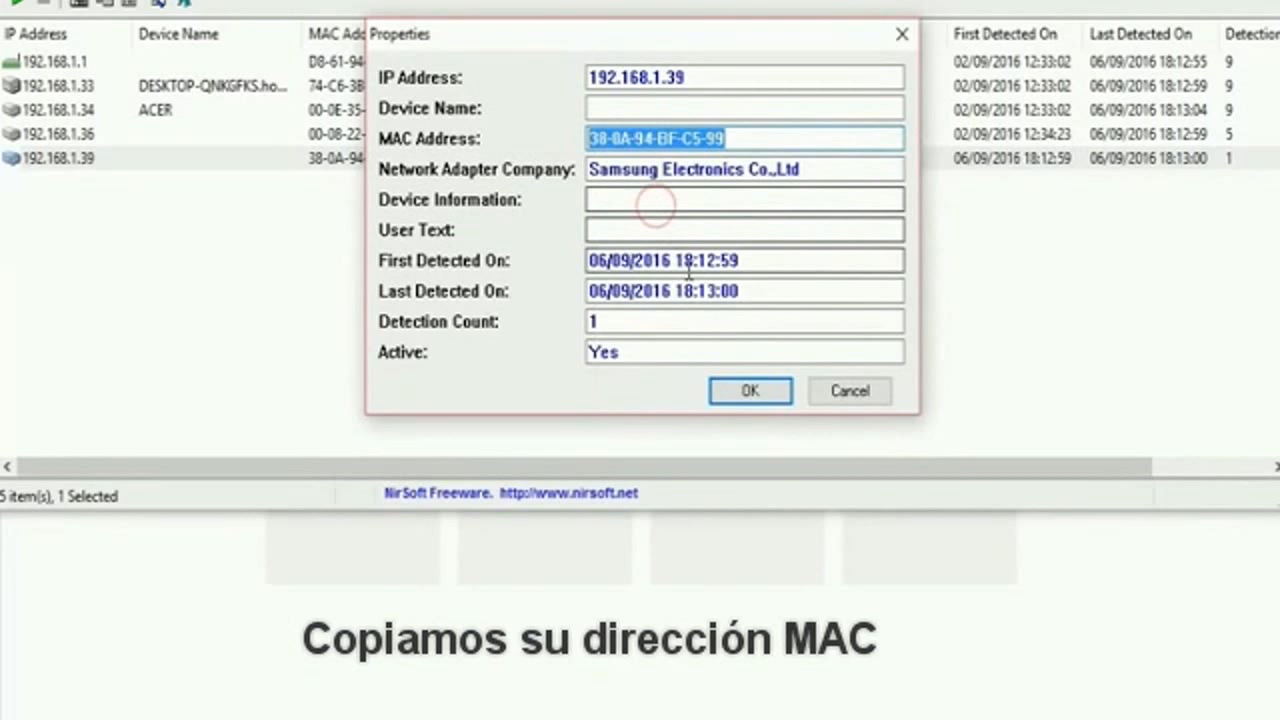 IP Address Device Name MAC Add First Detected On Last Detected On Detection
192.168.1.1 D8-61-94 02/09/2016 12:33:02 06/09/2016 18:12:55 9
192.168.1.33 DESKTOP-QNKGFKS.ho... 74-C6-3B 02/09/2016 12:33:02 06/09/2016 18:12:59 9
192.168.1.34 ACER 00-0E-35- 02/09/2016 12:33:02 06/09/2016 18:13:04 9
192.168.1.36 00-08-22- 02/09/2016 12:34:23 06/09/2016 18:12:59 5
192.168.1.39 38-0A-94- 06/09/2016 18:12:59 06/09/2016 18:13:00 1
Properties
IP Address: 192.168.1.39
Device Name:
MAC Address: 38-0A-94-BF-C5-99
Network Adapter Company: Samsung Electronics Co.,Ltd
Device Information:
User Text:
First Detected On: 06/09/2016 18:12:59
Last Detected On: 06/09/2016 18:13:00
Detection Count: 1
Active: Yes
OK Cancel
5 item(s), 1 Selected NirSoft Freeware. http://www.nirsoft.net
Copiamos su dirección MAC